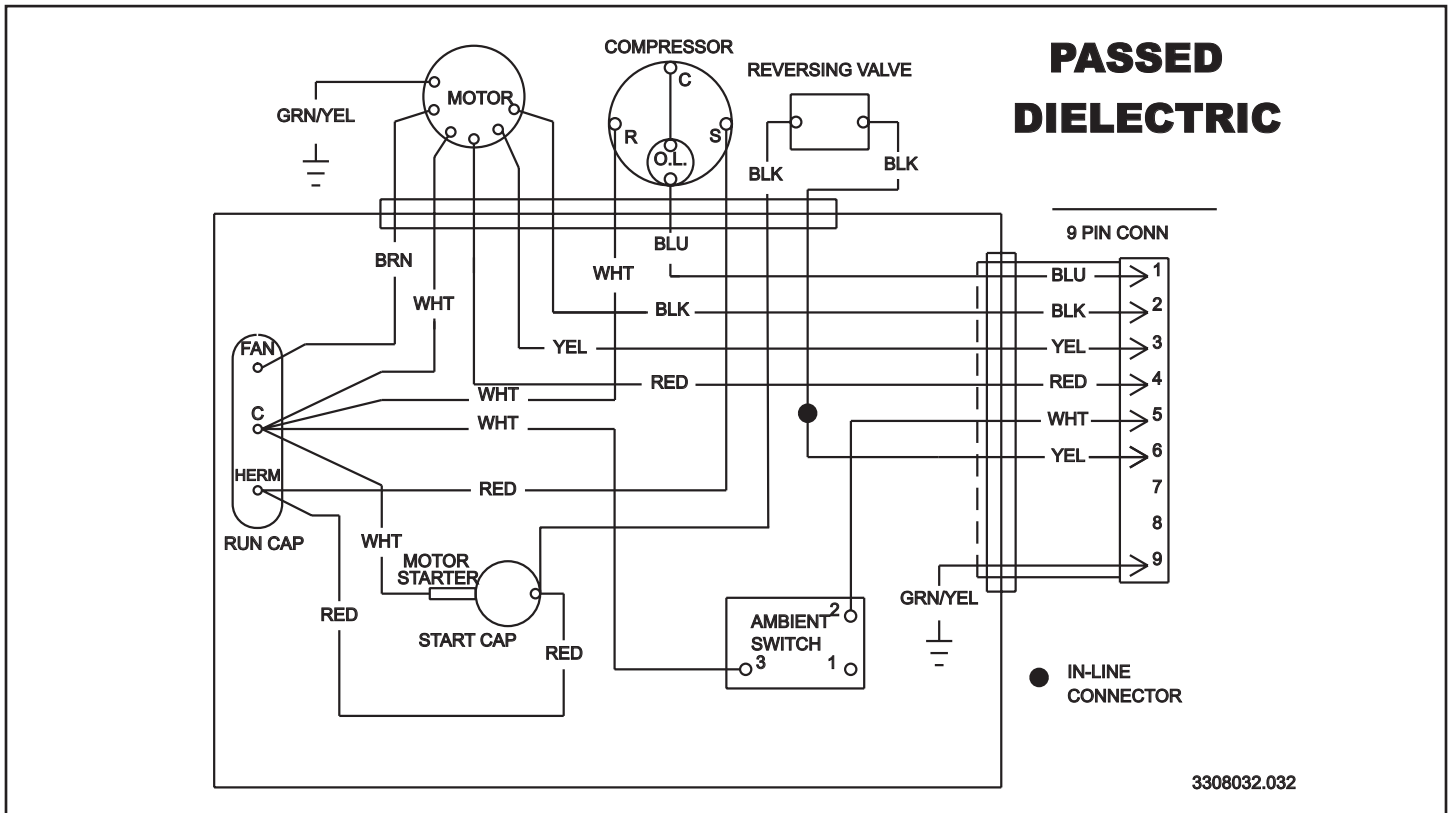 COMPRESSOR
REVERSING VALVE
PASSED
DIELECTRIC
MOTOR
C
GRN/YEL
R
S
O.L.
BLK
BLK
9 PIN CONN
BLU
BRN
WHT
WHT
BLU
1
BLK
BLK
2
YEL
YEL
3
FAN
RED
RED
4
WHT
C
WHT
WHT
5
YEL
6
HERM
RED
7
8
RUN CAP
WHT
MOTOR
STARTER
9
GRN/YEL
RED
START CAP
RED
AMBIENT
SWITCH
2
3
1
IN-LINE
CONNECTOR
3308032.032